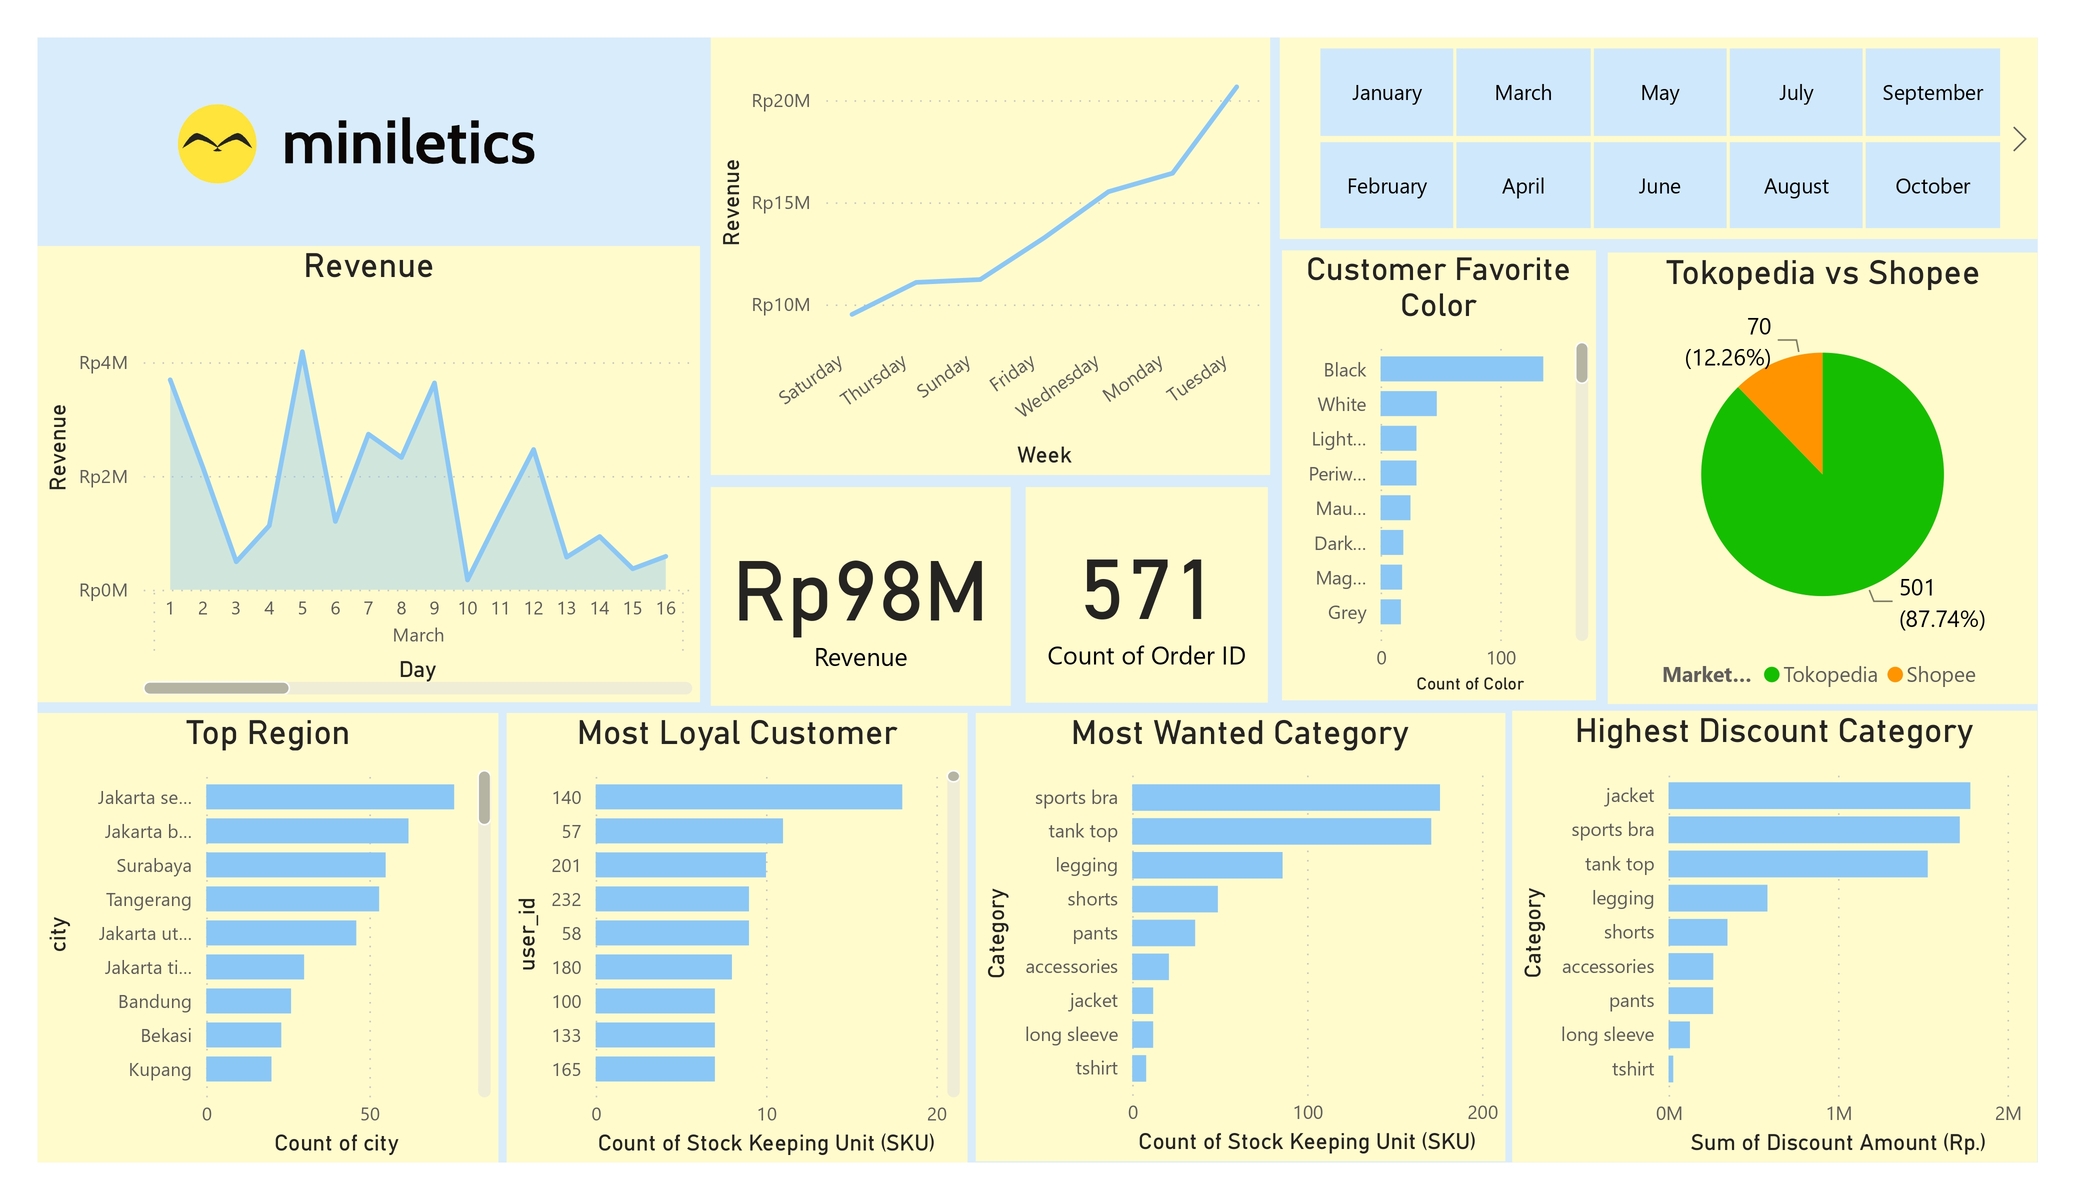 miniletics
Revenue
Revenue
Rp4M
Rp2M
Rp0M
1 2 3 4 5 6 7 8 9 10 11 12 13 14 15 16
March
Day
Revenue
Rp20M
Rp15M
Rp10M
Saturday
Thursday
Sunday
Friday
Wednesday
Monday
Tuesday
Week
January March May July September
February April June August October
Rp98M
Revenue
571
Count of Order ID
Customer Favorite
Color
Black
White
Light...
Periw...
Mau...
Dark...
Mag...
Grey
0 100
Count of Color
Tokopedia vs Shopee
70
(12.26%)
501
(87.74%)
Market... Tokopedia Shopee
Top Region
city
Jakarta se...
Jakarta b...
Surabaya
Tangerang
Jakarta ut...
Jakarta ti...
Bandung
Bekasi
Kupang
0 50
Count of city
Most Loyal Customer
user_id
140
57
201
232
58
180
100
133
165
0 10 20
Count of Stock Keeping Unit (SKU)
Most Wanted Category
Category
sports bra
tank top
legging
shorts
pants
accessories
jacket
long sleeve
tshirt
0 100 200
Count of Stock Keeping Unit (SKU)
Highest Discount Category
Category
jacket
sports bra
tank top
legging
shorts
accessories
pants
long sleeve
tshirt
0M 1M 2M
Sum of Discount Amount (Rp.)